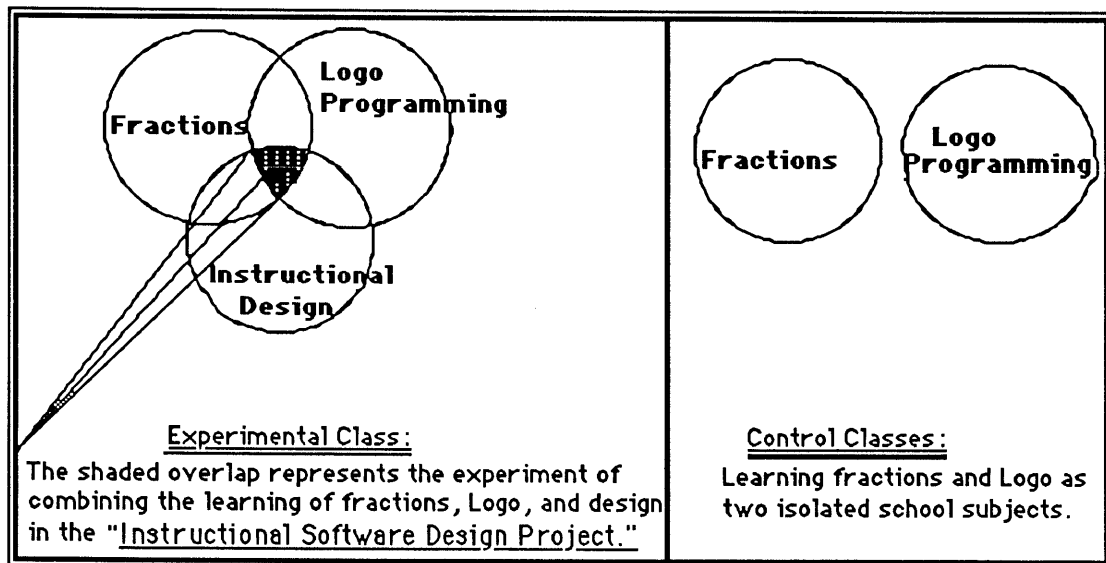 Fractions
Logo
Programming
Instructional
Design
Experimental Class:
The shaded overlap represents the experiment of
combining the learning of fractions, Logo, and design
in the "Instructional Software Design Project."
Fractions
Logo
Programming
Control Classes:
Learning fractions and Logo as
two isolated school subjects.